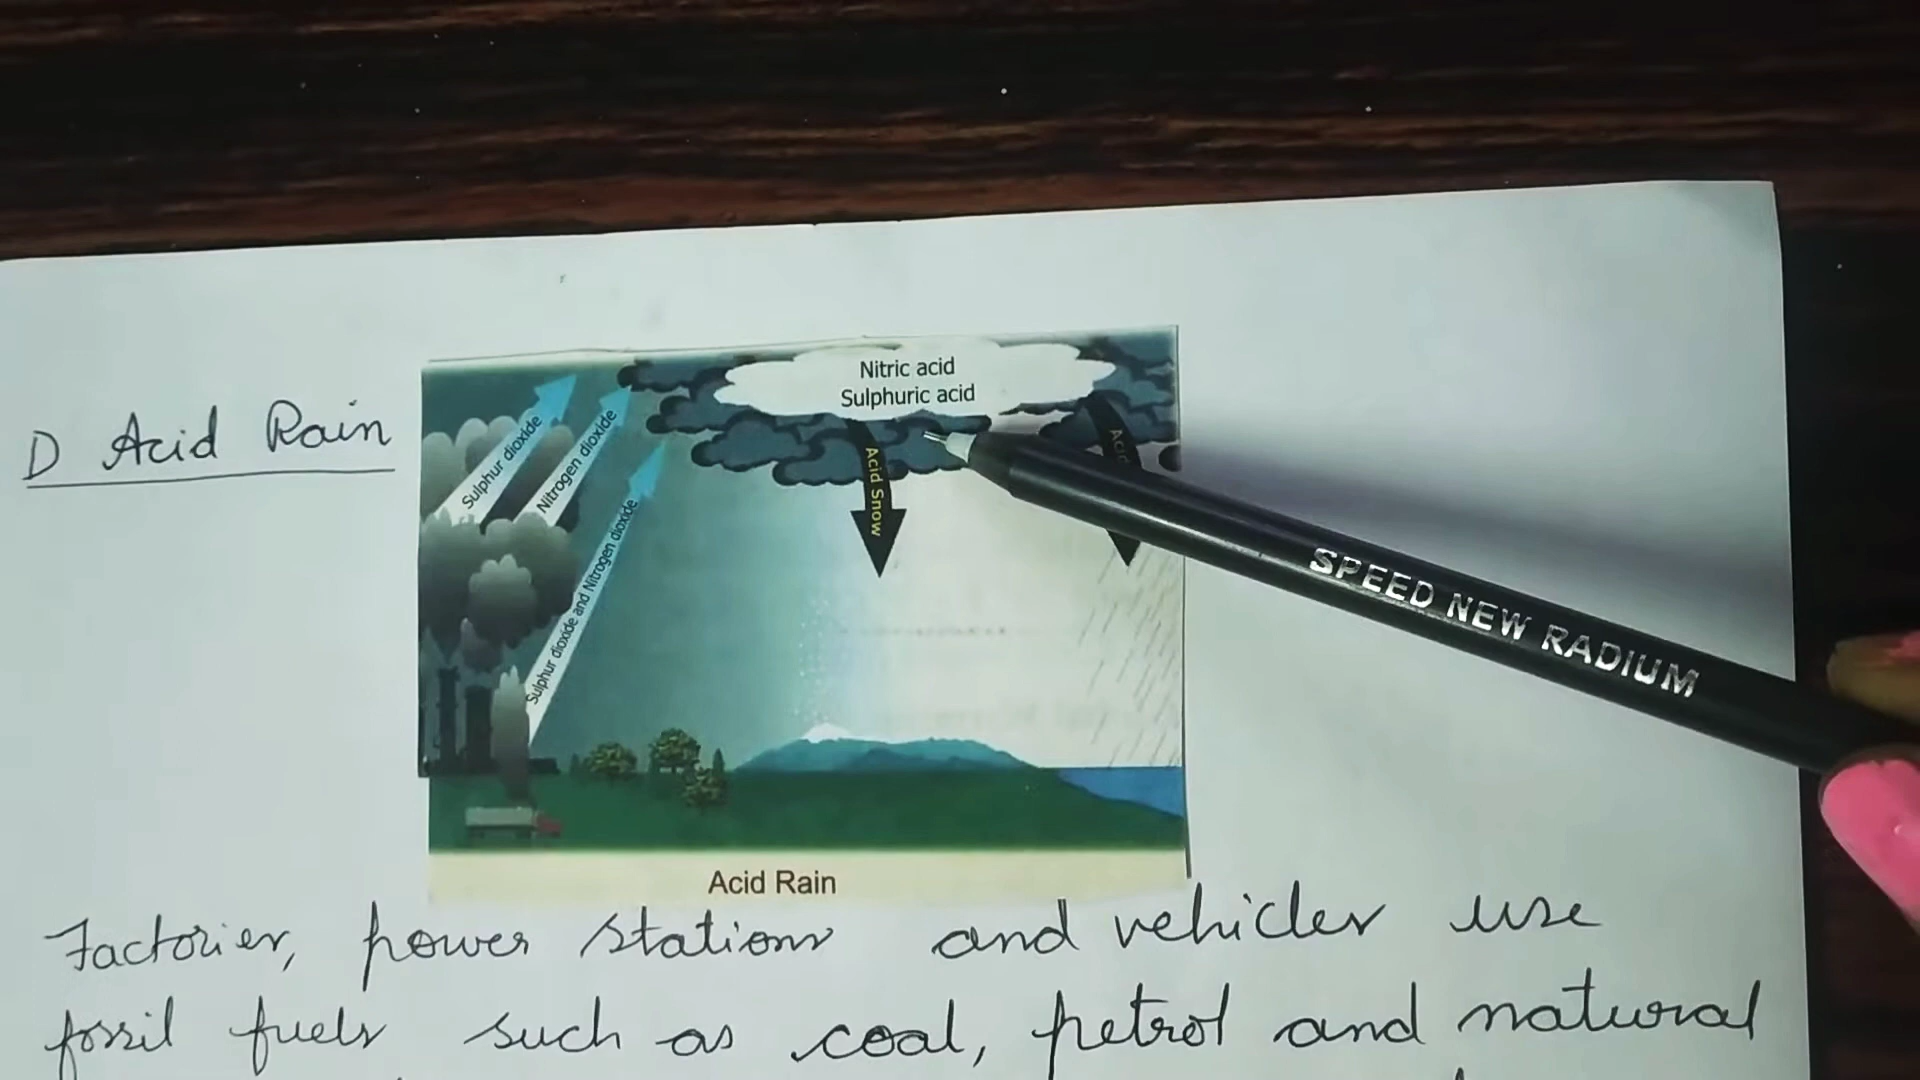 D Acid Rain
Nitric acid
Sulphuric acid
Sulphur dioxide
Nitrogen dioxide
Sulphur dioxide and Nitrogen dioxide
Acid Snow
Acid
SPEED NEW RADIUM
Acid Rain
Factories, power stations and vehicles use
fossil fuels such as coal, petrol and natural